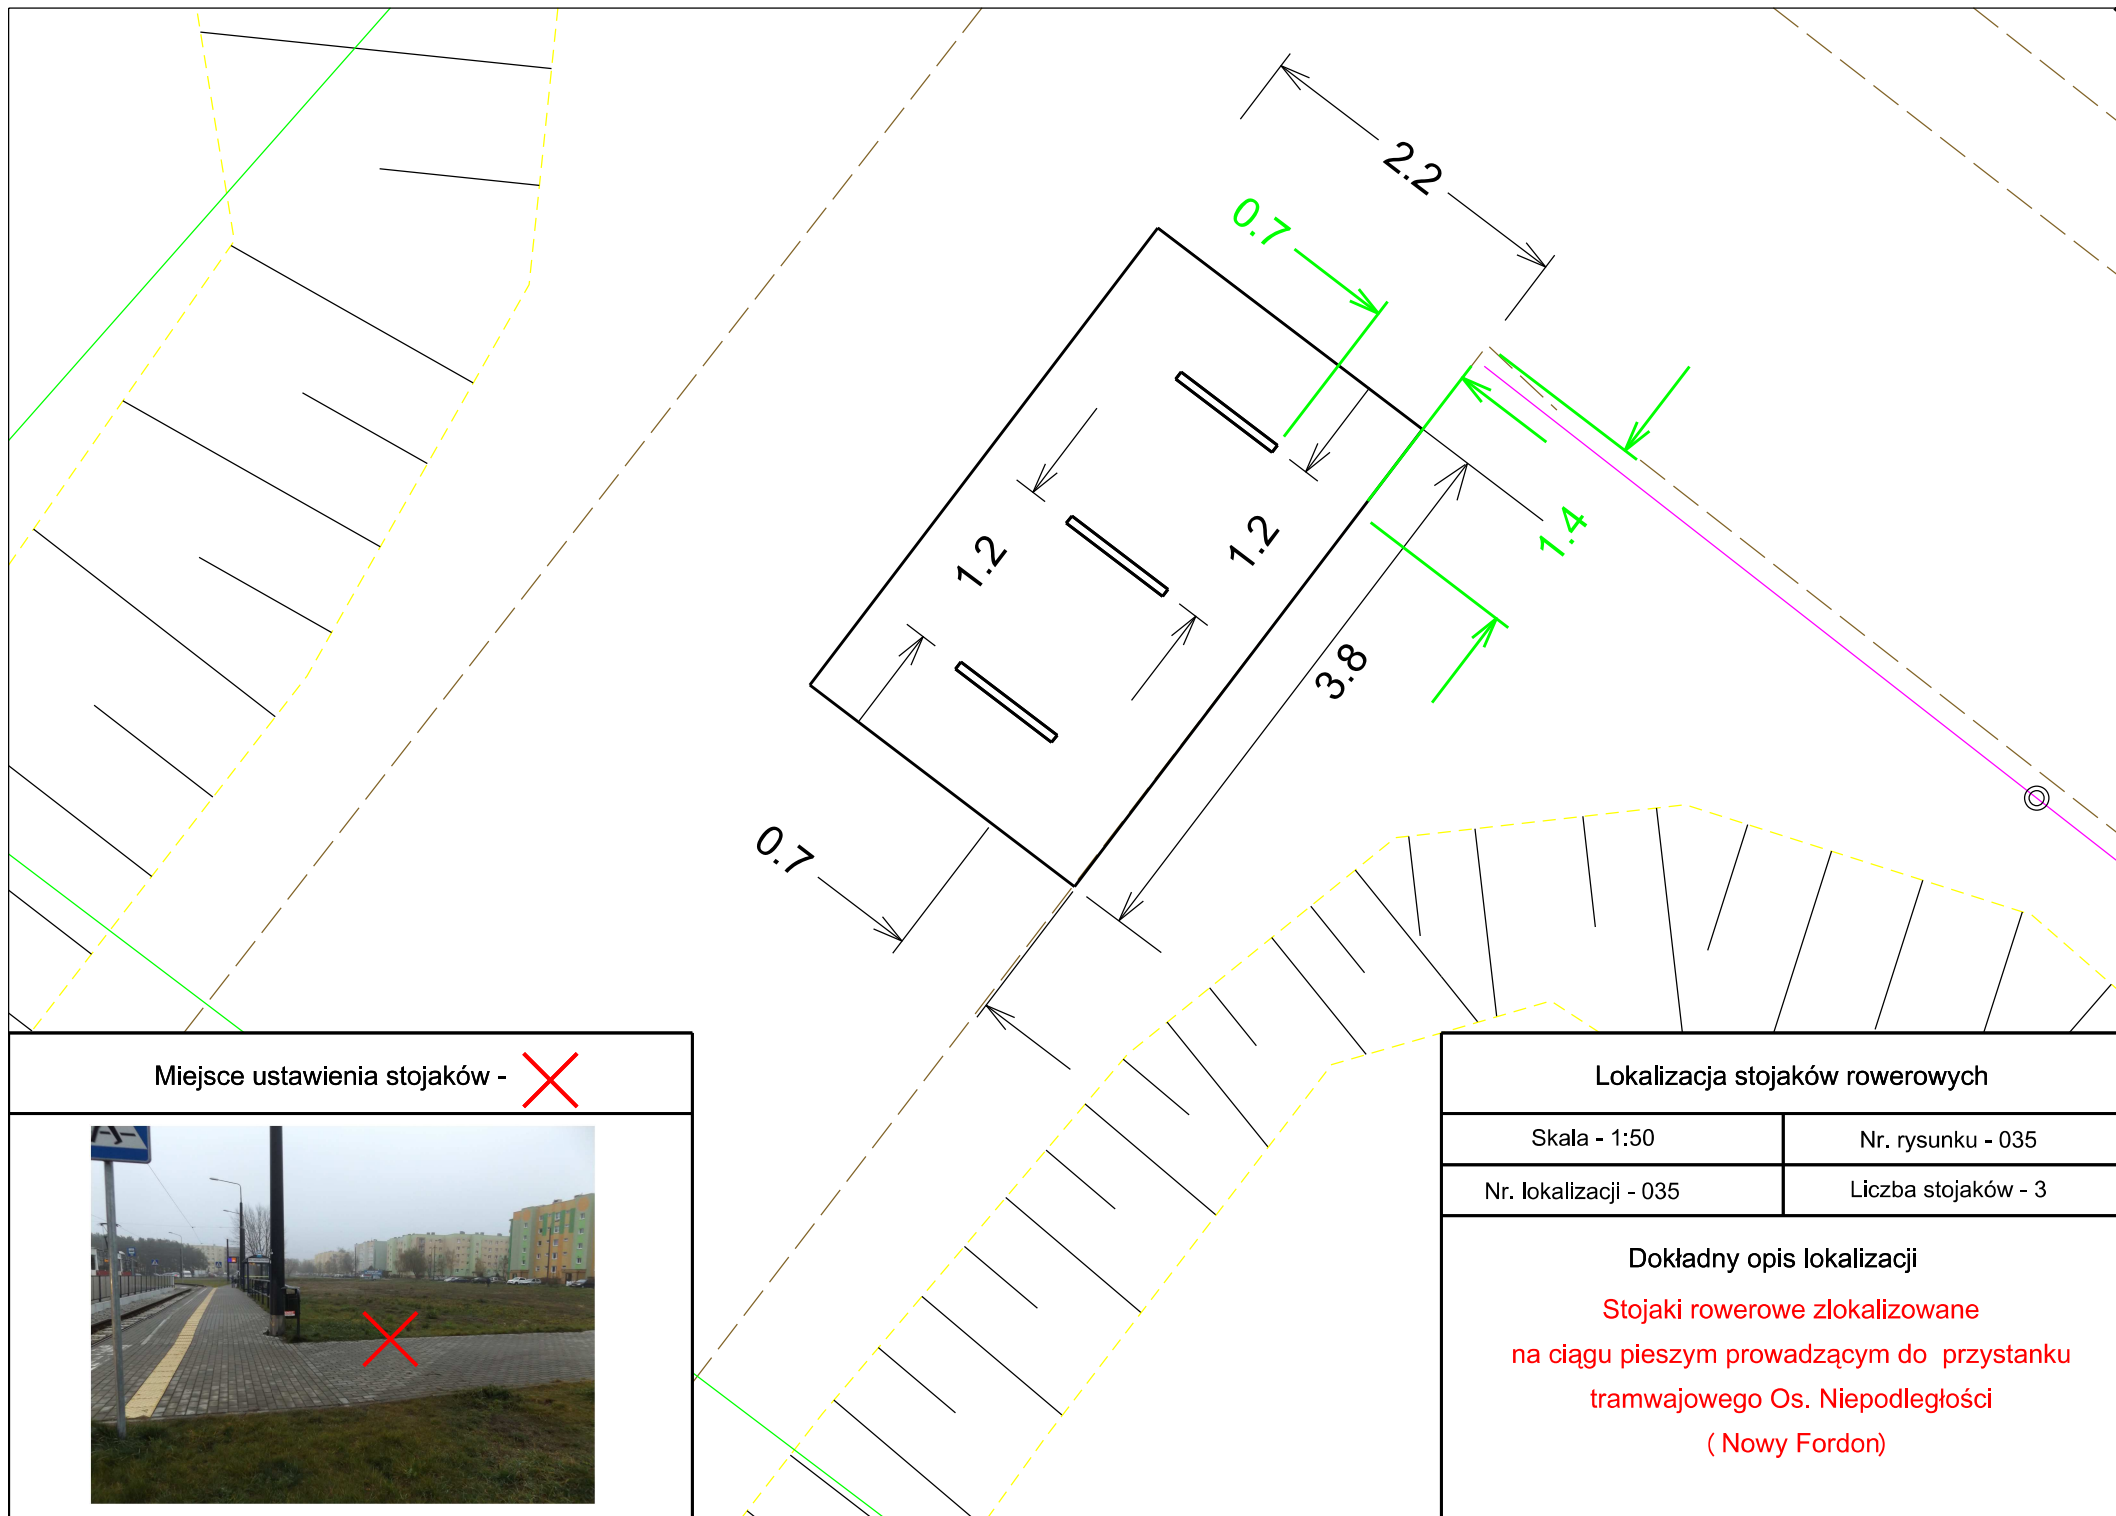 2.2
0.7
1.4
1.2
1.2
3.8
0.7
Miejsce ustawienia stojaków -
Lokalizacja stojaków rowerowych
Skala - 1:50
Nr. rysunku - 035
Nr. lokalizacji - 035
Liczba stojaków - 3
Dokładny opis lokalizacji
Stojaki rowerowe zlokalizowane
na ciągu pieszym prowadzącym do przystanku
tramwajowego Os. Niepodległości
( Nowy Fordon)